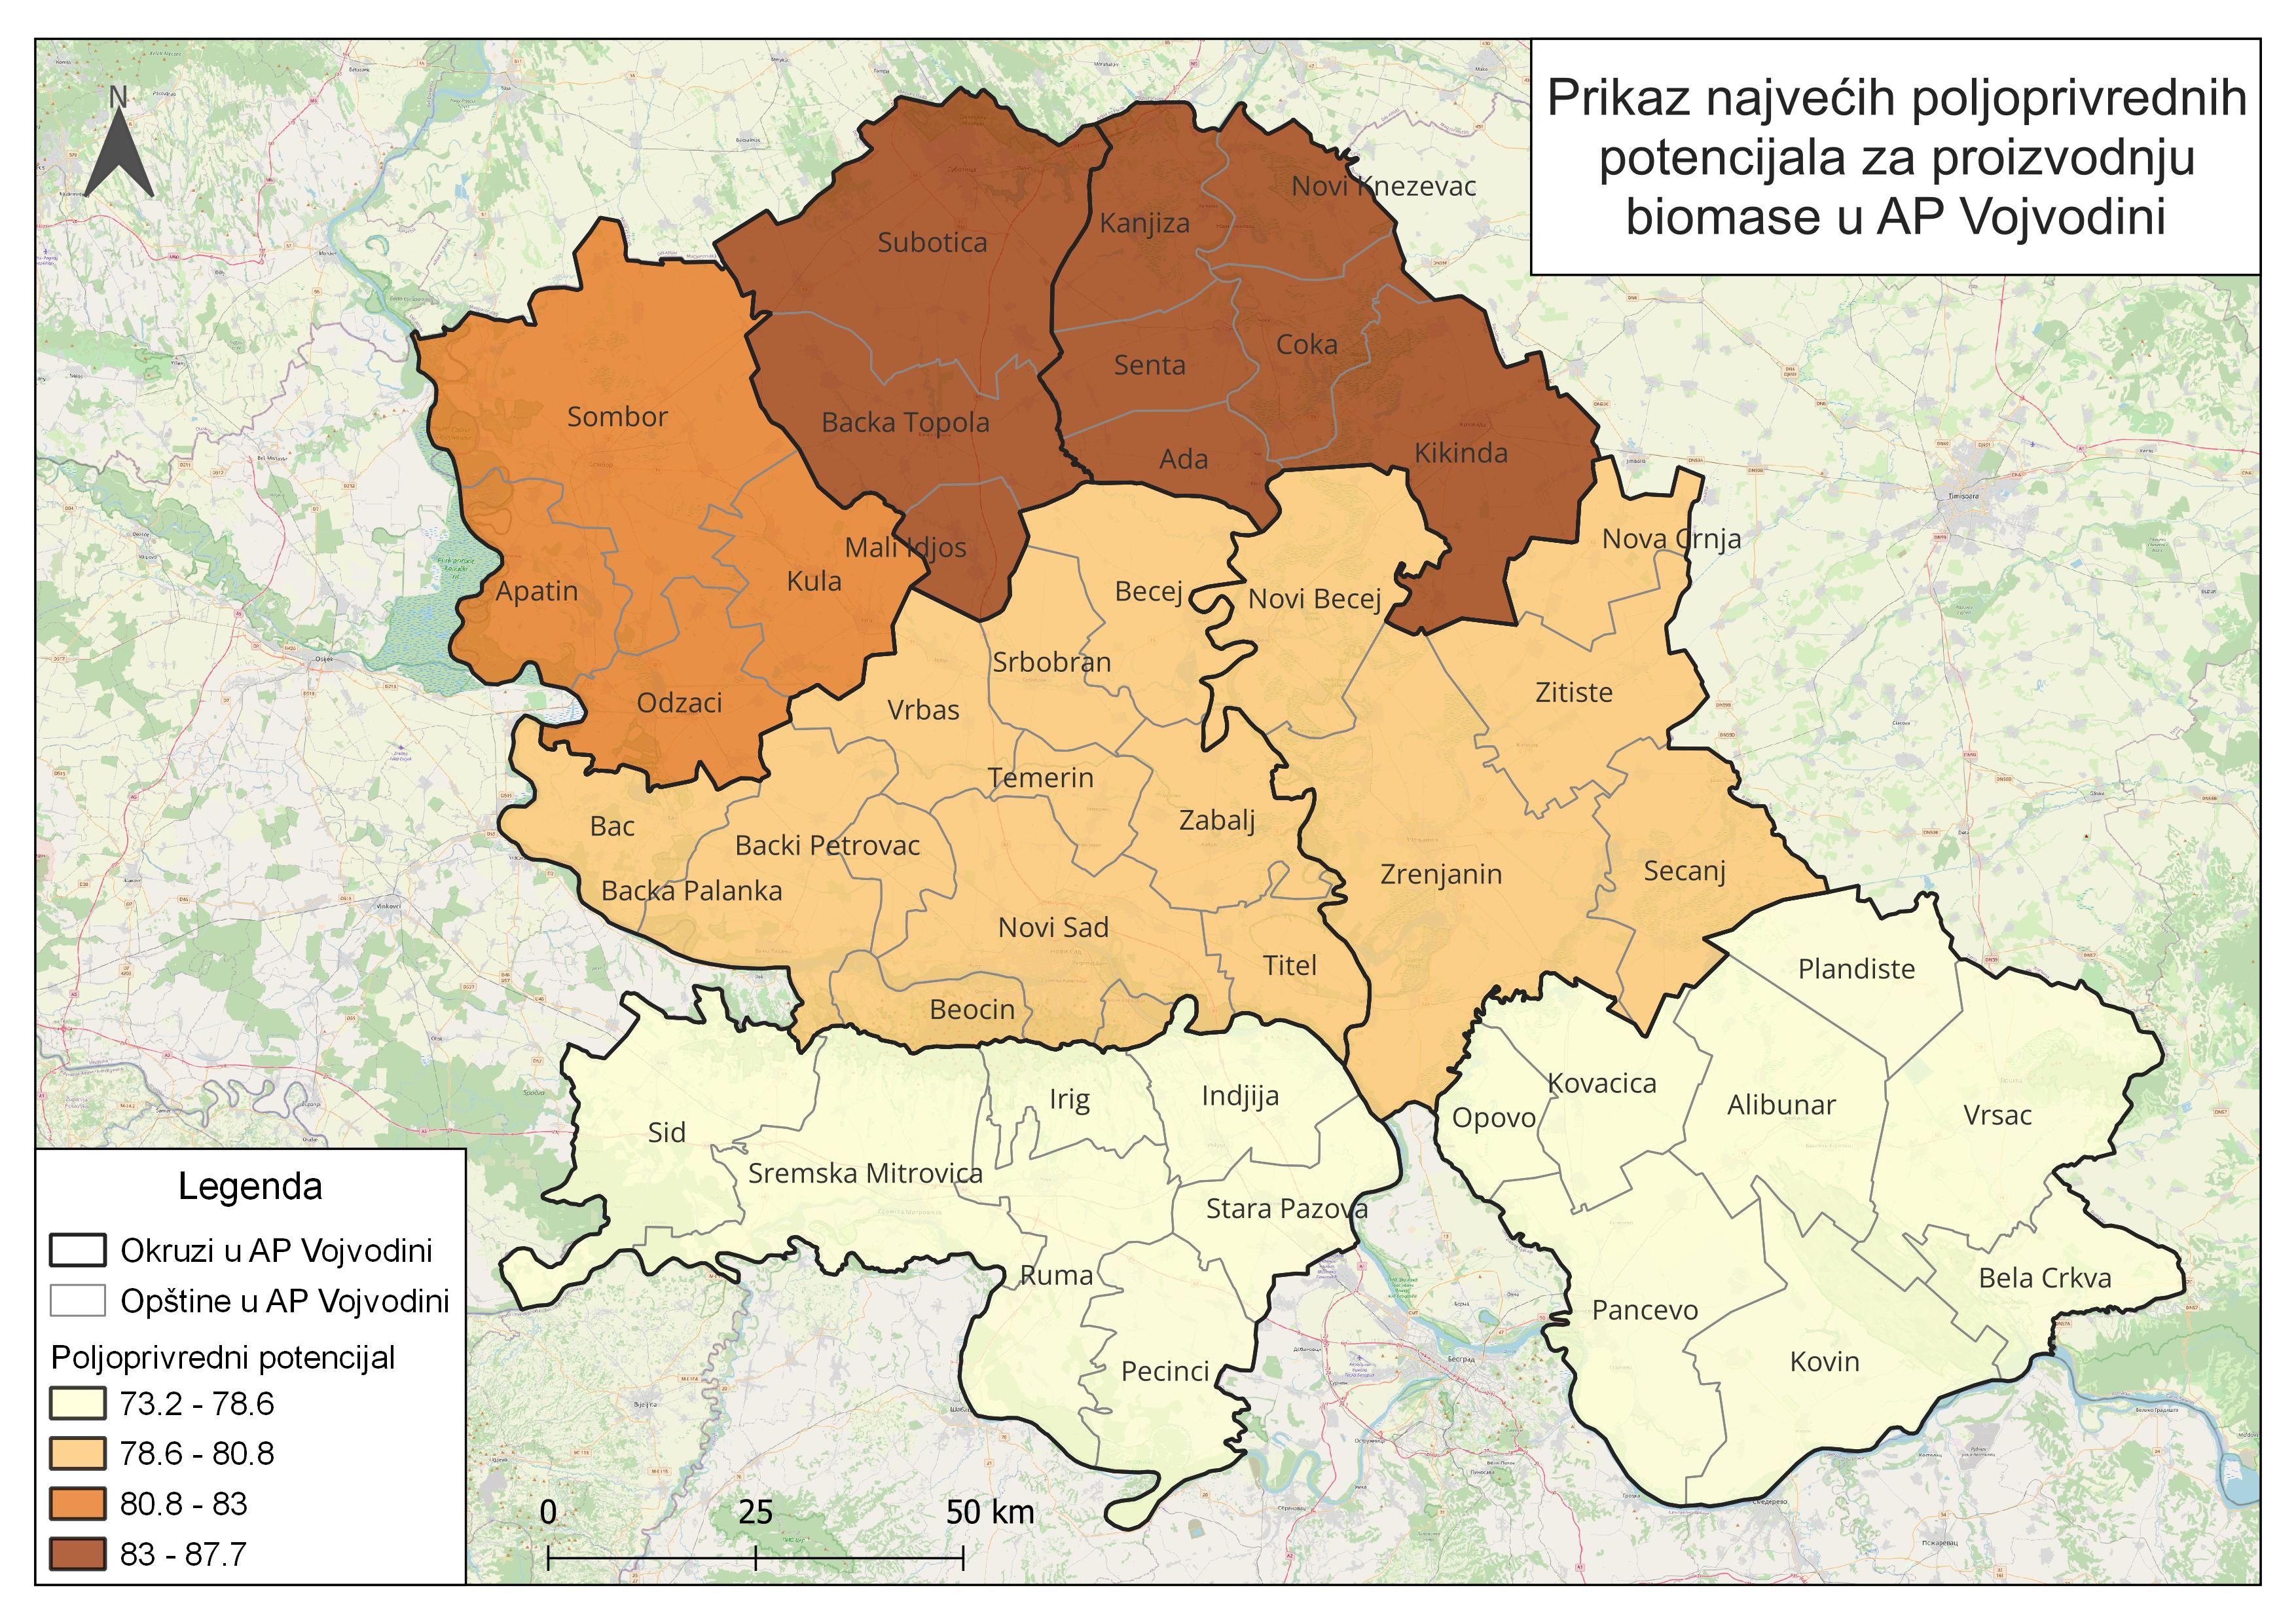 N
Prikaz najvećih poljoprivrednih
potencijala za proizvodnju
biomase u AP Vojvodini
Subotica
Kanjiza
Novi Knezevac
Senta
Coka
Sombor
Backa Topola
Ada
Kikinda
Mali Idjos
Nova Crnja
Apatin
Kula
Becej
Novi Becej
Srbobran
Zitiste
Odzaci
Vrbas
Temerin
Bac
Backi Petrovac
Zabalj
Backa Palanka
Zrenjanin
Secanj
Novi Sad
Titel
Plandiste
Beocin
Irig
Indjija
Kovacica
Opovo
Alibunar
Vrsac
Sid
Sremska Mitrovica
Stara Pazova
Ruma
Bela Crkva
Pancevo
Pecinci
Kovin
Timișoara
Osijek
Vinkovci
Београд
Legenda
Okruzi u AP Vojvodini
Opštine u AP Vojvodini
Poljoprivredni potencijal
73.2 - 78.6
78.6 - 80.8
80.8 - 83
83 - 87.7
0 25 50 km